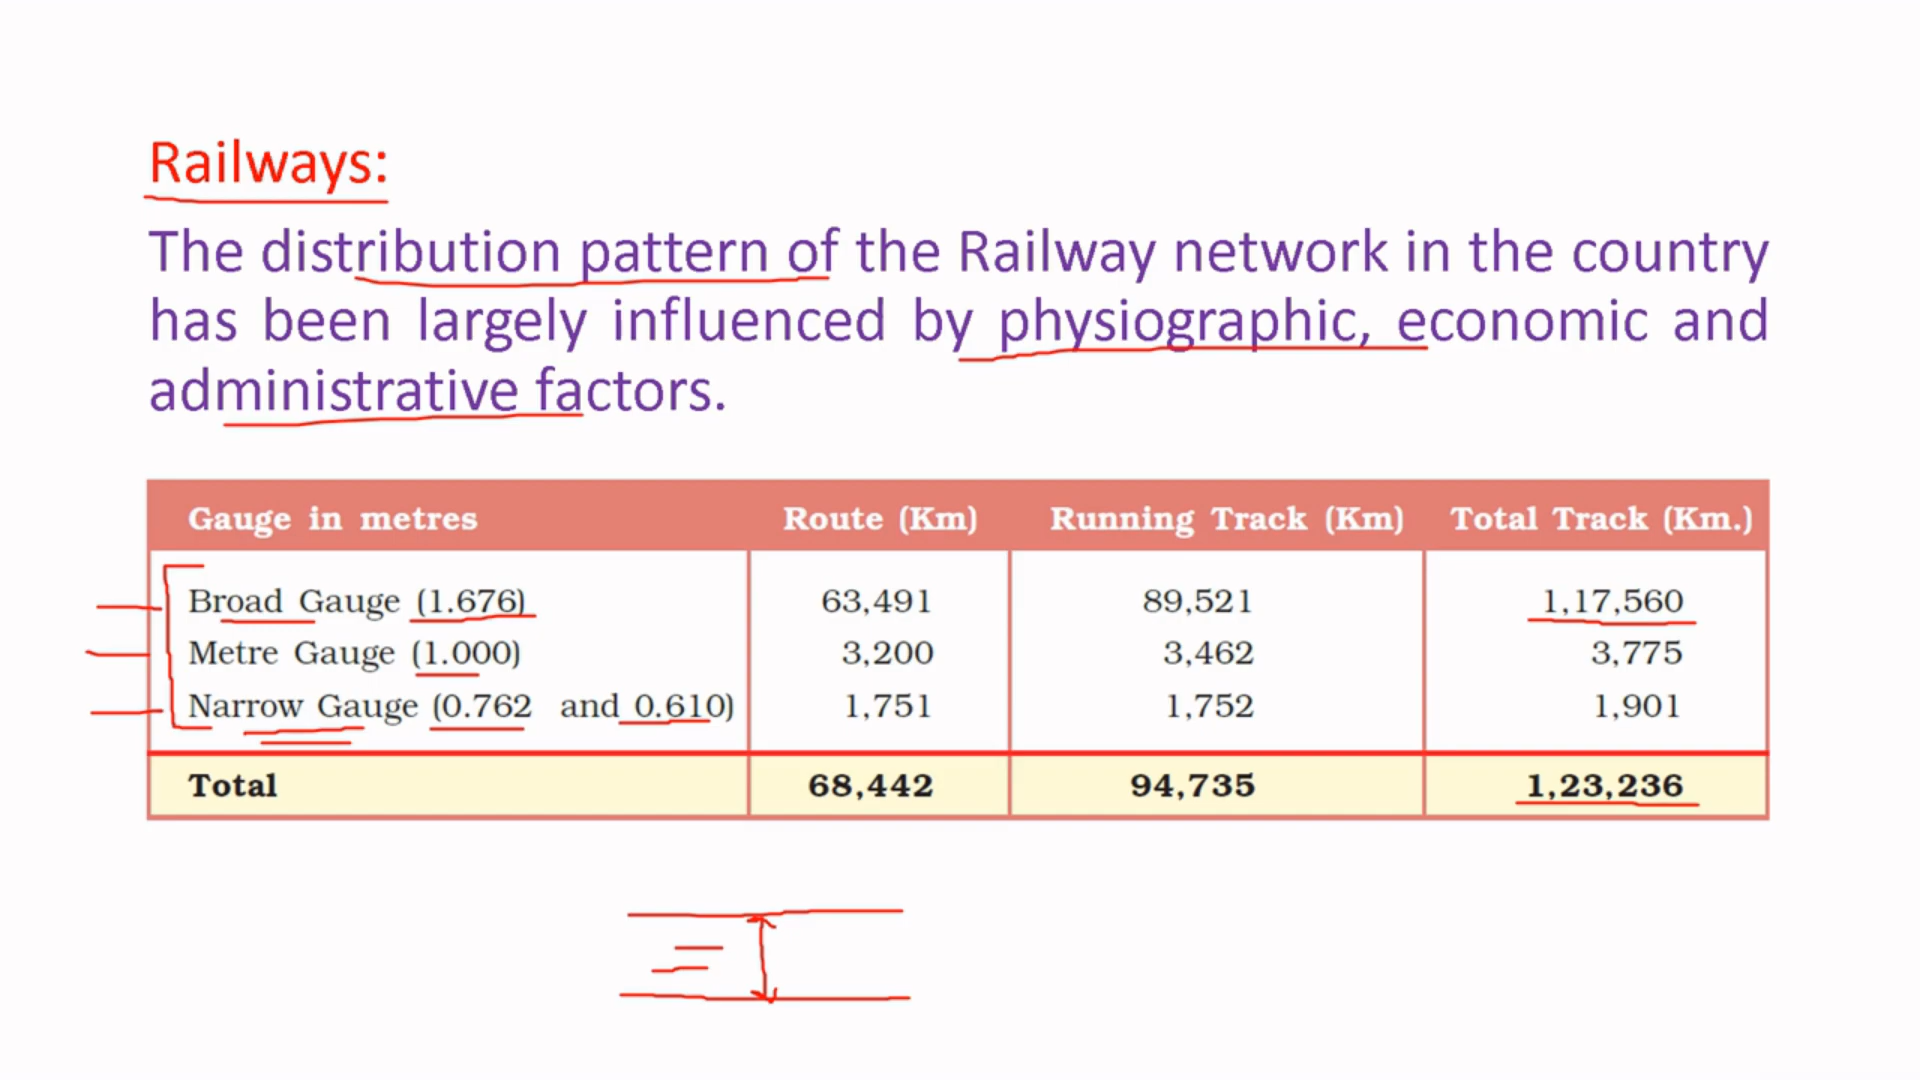 Railways:
The distribution pattern of the Railway network in the country
has been largely influenced by physiographic, economic and
administrative factors.
Gauge in metres Route (Km) Running Track (Km) Total Track (Km.)
Broad Gauge (1.676) 63,491 89,521 1,17,560
Metre Gauge (1.000) 3,200 3,462 3,775
Narrow Gauge (0.762 and 0.610) 1,751 1,752 1,901
Total 68,442 94,735 1,23,236